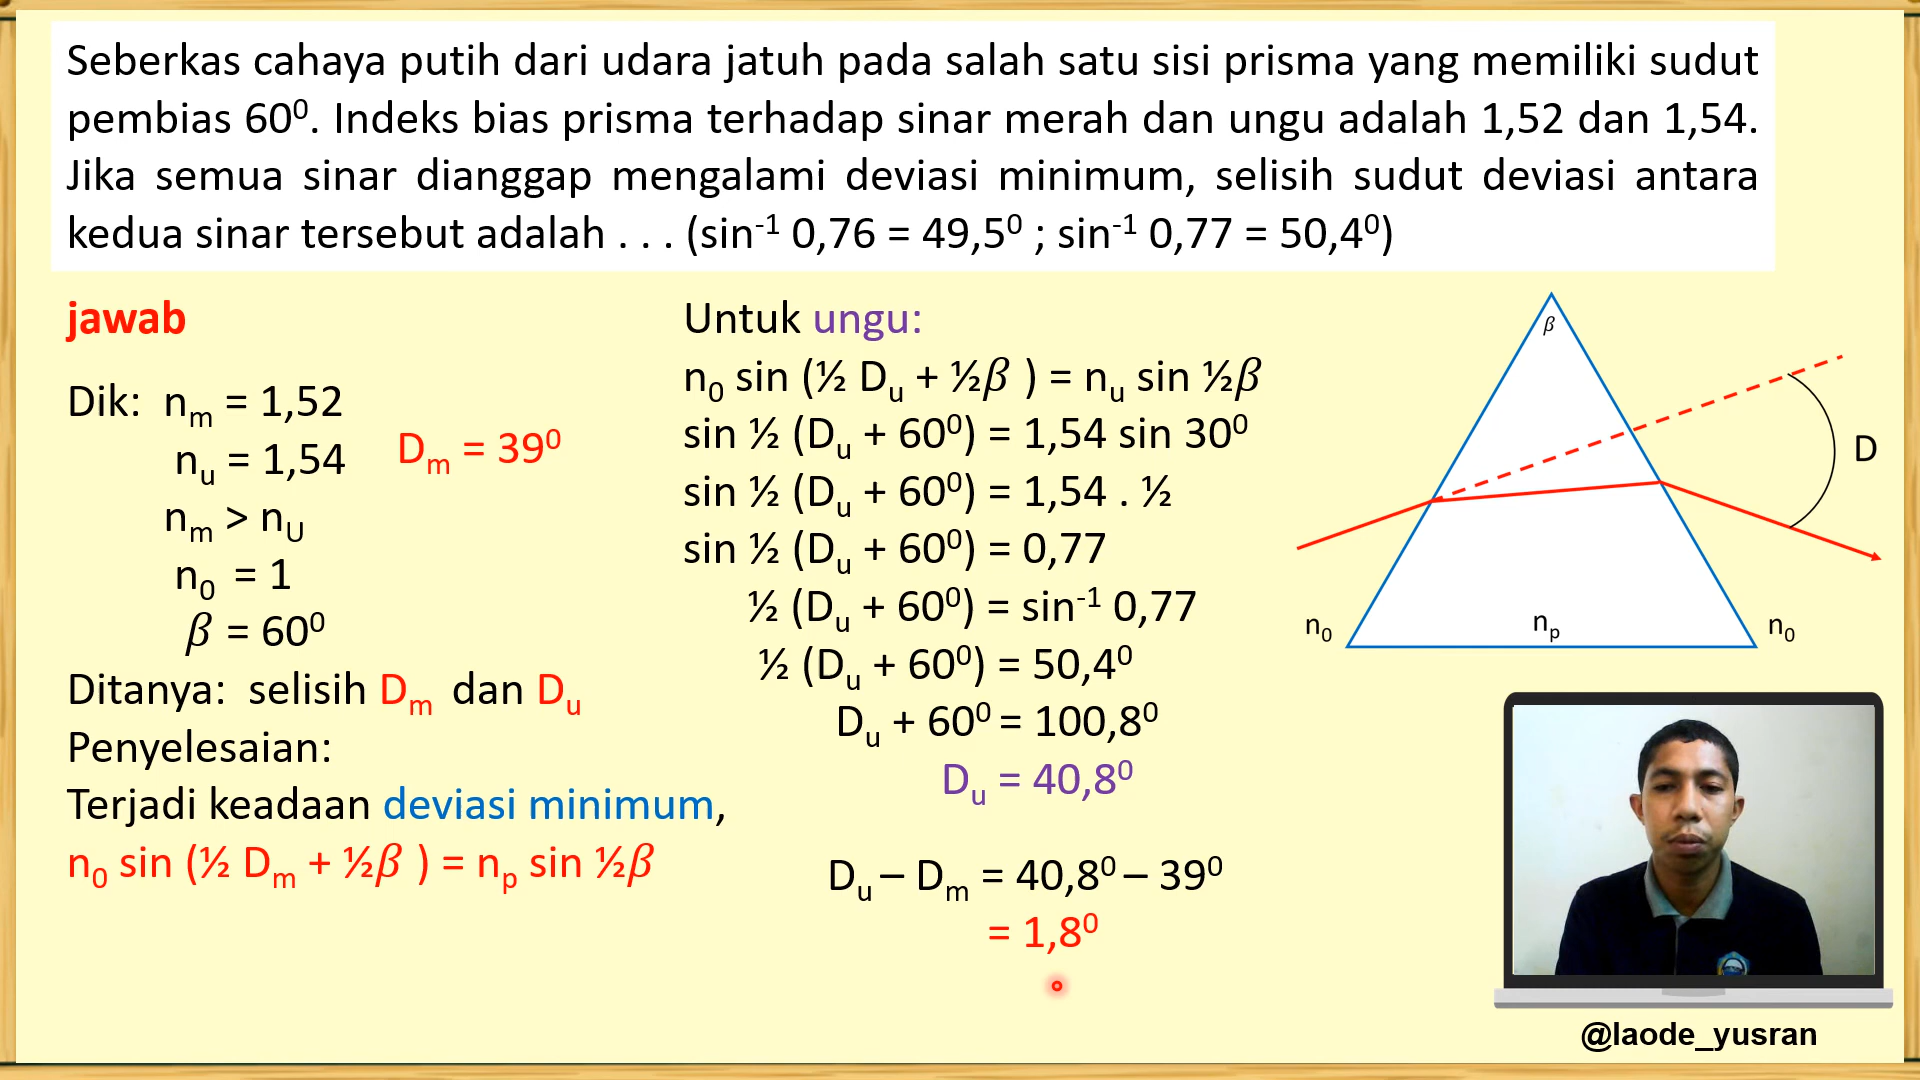 Seberkas cahaya putih dari udara jatuh pada salah satu sisi prisma yang memiliki sudut
pembias 60⁰. Indeks bias prisma terhadap sinar merah dan ungu adalah 1,52 dan 1,54.
Jika semua sinar dianggap mengalami deviasi minimum, selisih sudut deviasi antara
kedua sinar tersebut adalah . . . (sin⁻¹ 0,76 = 49,5⁰ ; sin⁻¹ 0,77 = 50,4⁰)
jawab
Dik: nₘ = 1,52
nᵤ = 1,54
nₘ > n_U
n₀ = 1
β = 60⁰
Dₘ = 39⁰
Ditanya: selisih Dₘ dan Dᵤ
Penyelesaian:
Terjadi keadaan deviasi minimum,
n₀ sin (½ Dₘ + ½β ) = nₚ sin ½β
Untuk ungu:
n₀ sin (½ Dᵤ + ½β ) = nᵤ sin ½β
sin ½ (Dᵤ + 60⁰) = 1,54 sin 30⁰
sin ½ (Dᵤ + 60⁰) = 1,54 . ½
sin ½ (Dᵤ + 60⁰) = 0,77
½ (Dᵤ + 60⁰) = sin⁻¹ 0,77
½ (Dᵤ + 60⁰) = 50,4⁰
Dᵤ + 60⁰ = 100,8⁰
Dᵤ = 40,8⁰
Dᵤ – Dₘ = 40,8⁰ – 39⁰
= 1,8⁰
β
D
n₀
nₚ
n₀
@laode_yusran